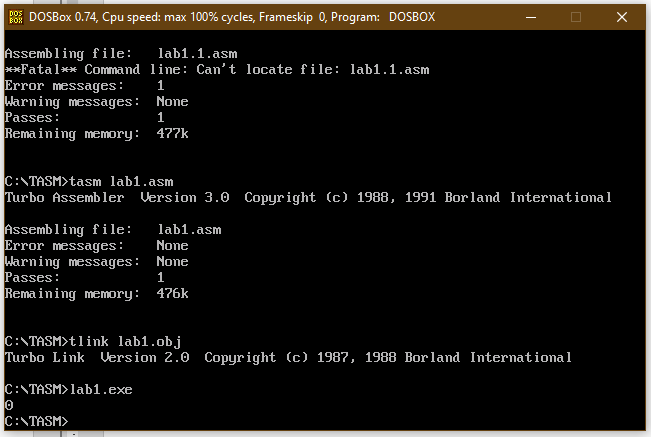 DOS BOX DOSBox 0.74, Cpu speed: max 100% cycles, Frameskip 0, Program: DOSBOX
Assembling file: lab1.1.asm
**Fatal** Command line: Can't locate file: lab1.1.asm
Error messages: 1
Warning messages: None
Passes: 1
Remaining memory: 477k
C:\TASM>tasm lab1.asm
Turbo Assembler Version 3.0 Copyright (c) 1988, 1991 Borland International
Assembling file: lab1.asm
Error messages: None
Warning messages: None
Passes: 1
Remaining memory: 476k
C:\TASM>tlink lab1.obj
Turbo Link Version 2.0 Copyright (c) 1987, 1988 Borland International
C:\TASM>lab1.exe
0
C:\TASM>